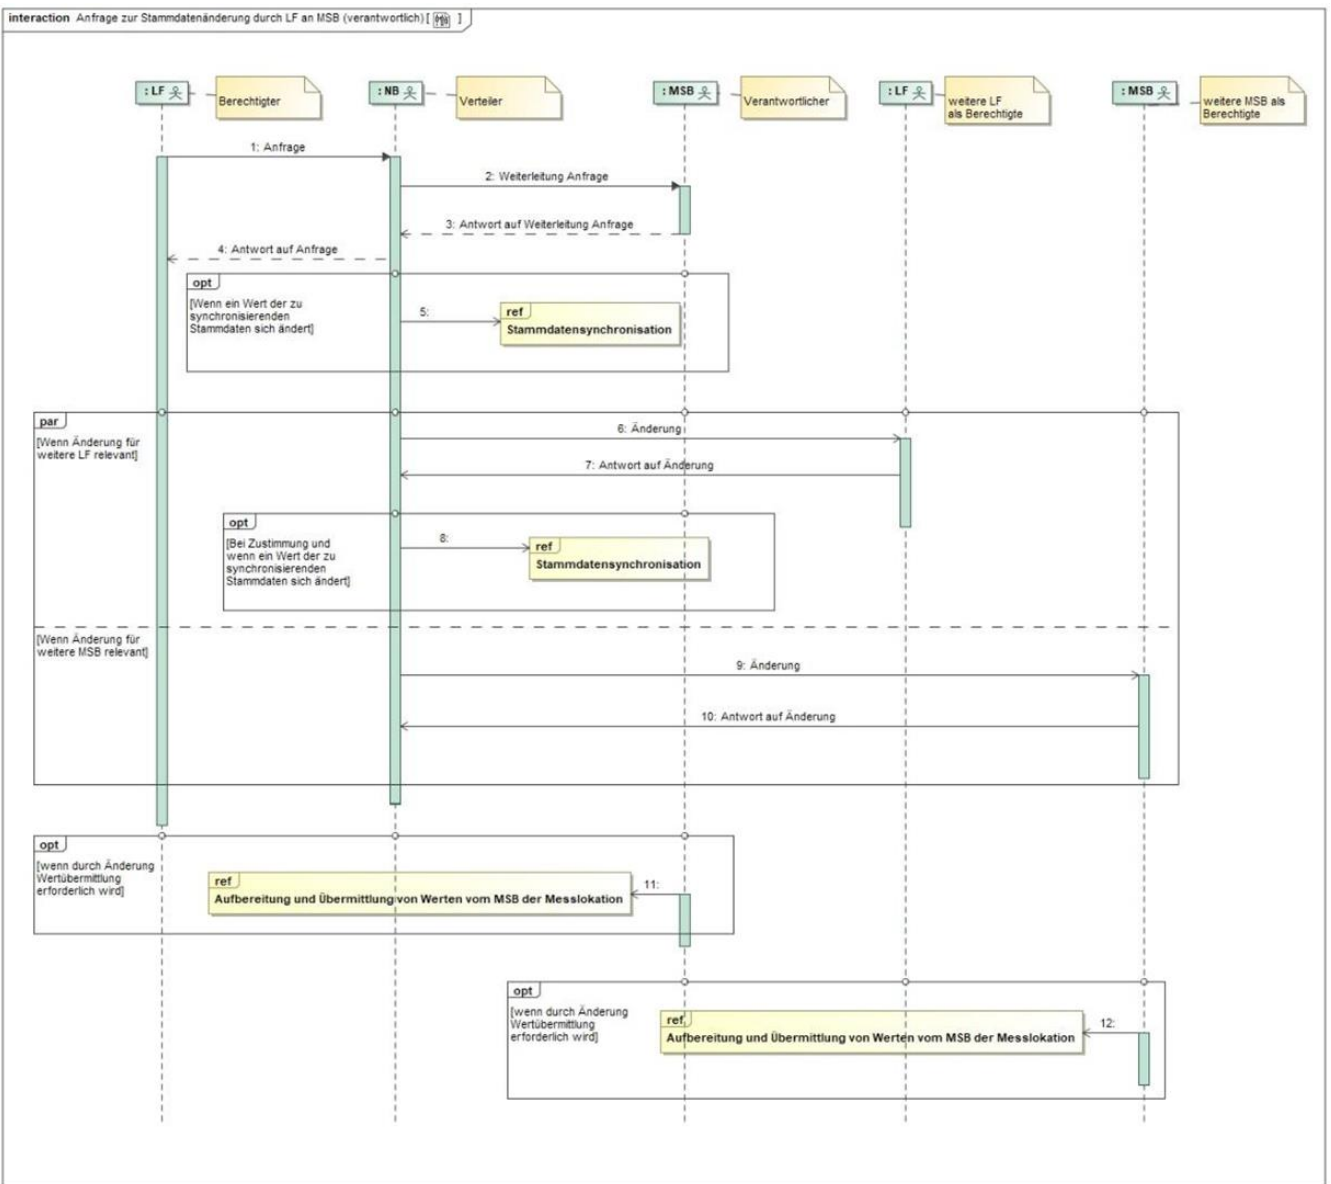 interaction Anfrage zur Stammdatenänderung durch LF an MSB (verantwortlich) [ ]
: LF
Berechtigter
: NB
Verteiler
: MSB
Verantwortlicher
: LF
weitere LF
als Berechtigte
: MSB
weitere MSB als
Berechtigte
1: Anfrage
2: Weiterleitung Anfrage
3: Antwort auf Weiterleitung Anfrage
4: Antwort auf Anfrage
opt
[Wenn ein Wert der zu
synchronisierenden
Stammdaten sich ändert]
5:
ref
Stammdatensynchronisation
par
[Wenn Änderung für
weitere LF relevant]
6: Änderung
7: Antwort auf Änderung
opt
[Bei Zustimmung und
wenn ein Wert der zu
synchronisierenden
Stammdaten sich ändert]
8:
ref
Stammdatensynchronisation
[Wenn Änderung für
weitere MSB relevant]
9: Änderung
10: Antwort auf Änderung
opt
[wenn durch Änderung
Wertübermittlung
erforderlich wird]
ref
11:
Aufbereitung und Übermittlung von Werten vom MSB der Messlokation
opt
[wenn durch Änderung
Wertübermittlung
erforderlich wird]
ref
12:
Aufbereitung und Übermittlung von Werten vom MSB der Messlokation